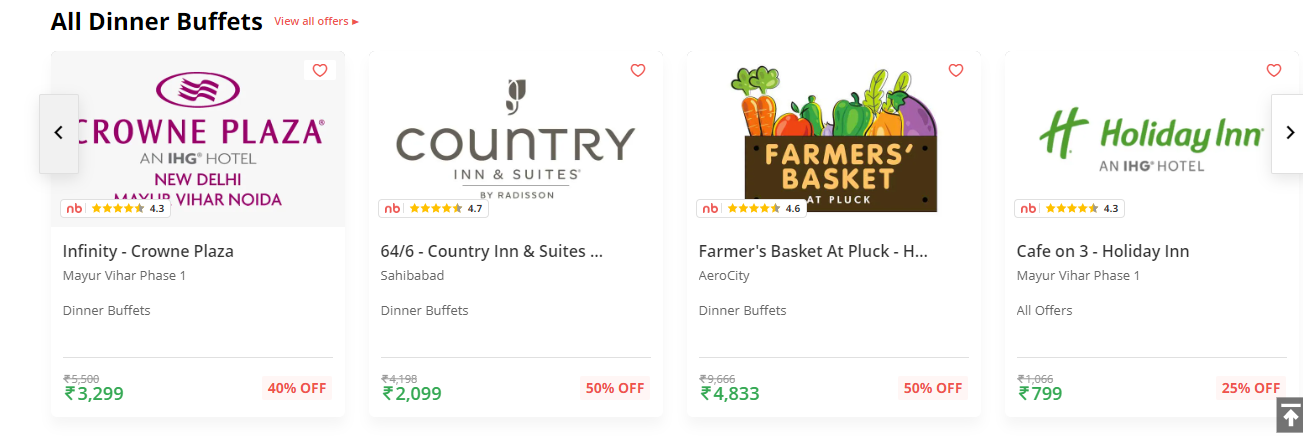 All Dinner Buffets View all offers ►
CROWNE PLAZA®
AN IHG® HOTEL
NEW DELHI
MAYUR VIHAR NOIDA
nb 4.3
Infinity - Crowne Plaza
Mayur Vihar Phase 1
Dinner Buffets
₹5,500
₹3,299
40% OFF
COUNTRY
INN & SUITES®
BY RADISSON
nb 4.7
64/6 - Country Inn & Suites ...
Sahibabad
Dinner Buffets
₹4,198
₹2,099
50% OFF
FARMERS'
BASKET
AT PLUCK
nb 4.6
Farmer's Basket At Pluck - H...
AeroCity
Dinner Buffets
₹9,666
₹4,833
50% OFF
H Holiday Inn®
AN IHG® HOTEL
nb 4.3
Cafe on 3 - Holiday Inn
Mayur Vihar Phase 1
All Offers
₹1,066
₹799
25% OFF